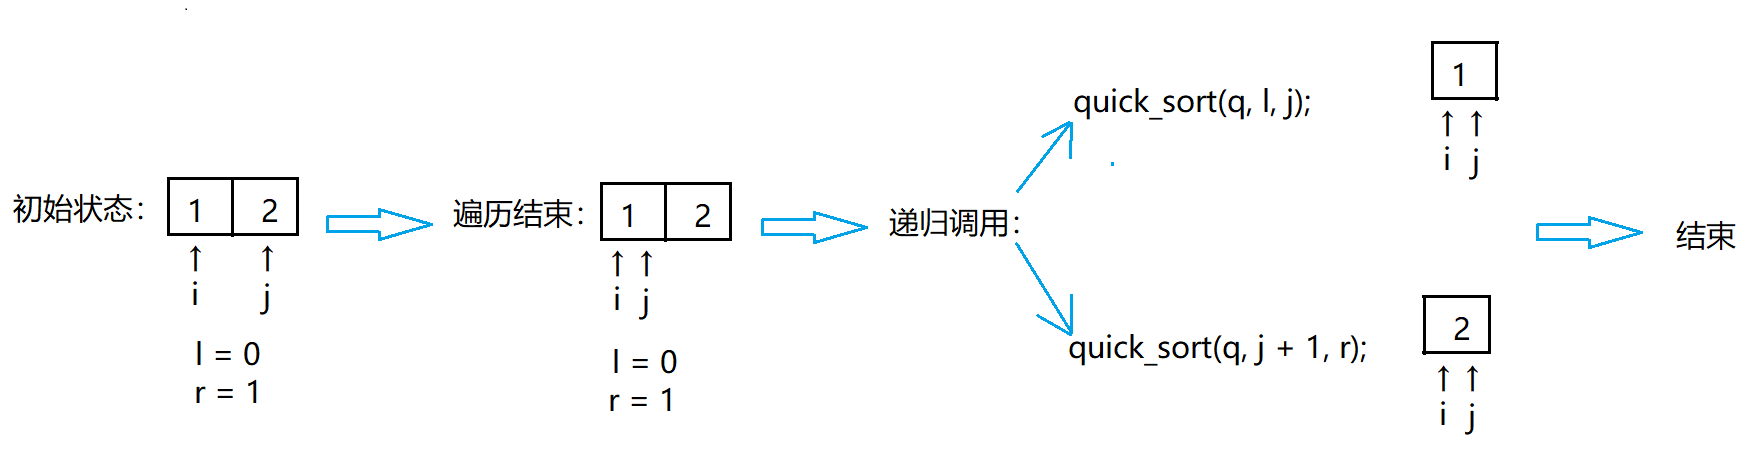 初始状态：
1 2
↑ ↑
i j
l = 0
r = 1
遍历结束：
1 2
↑ ↑
i j
l = 0
r = 1
递归调用：
quick_sort(q, l, j);
1
↑ ↑
i j
quick_sort(q, j + 1, r);
2
↑ ↑
i j
结束